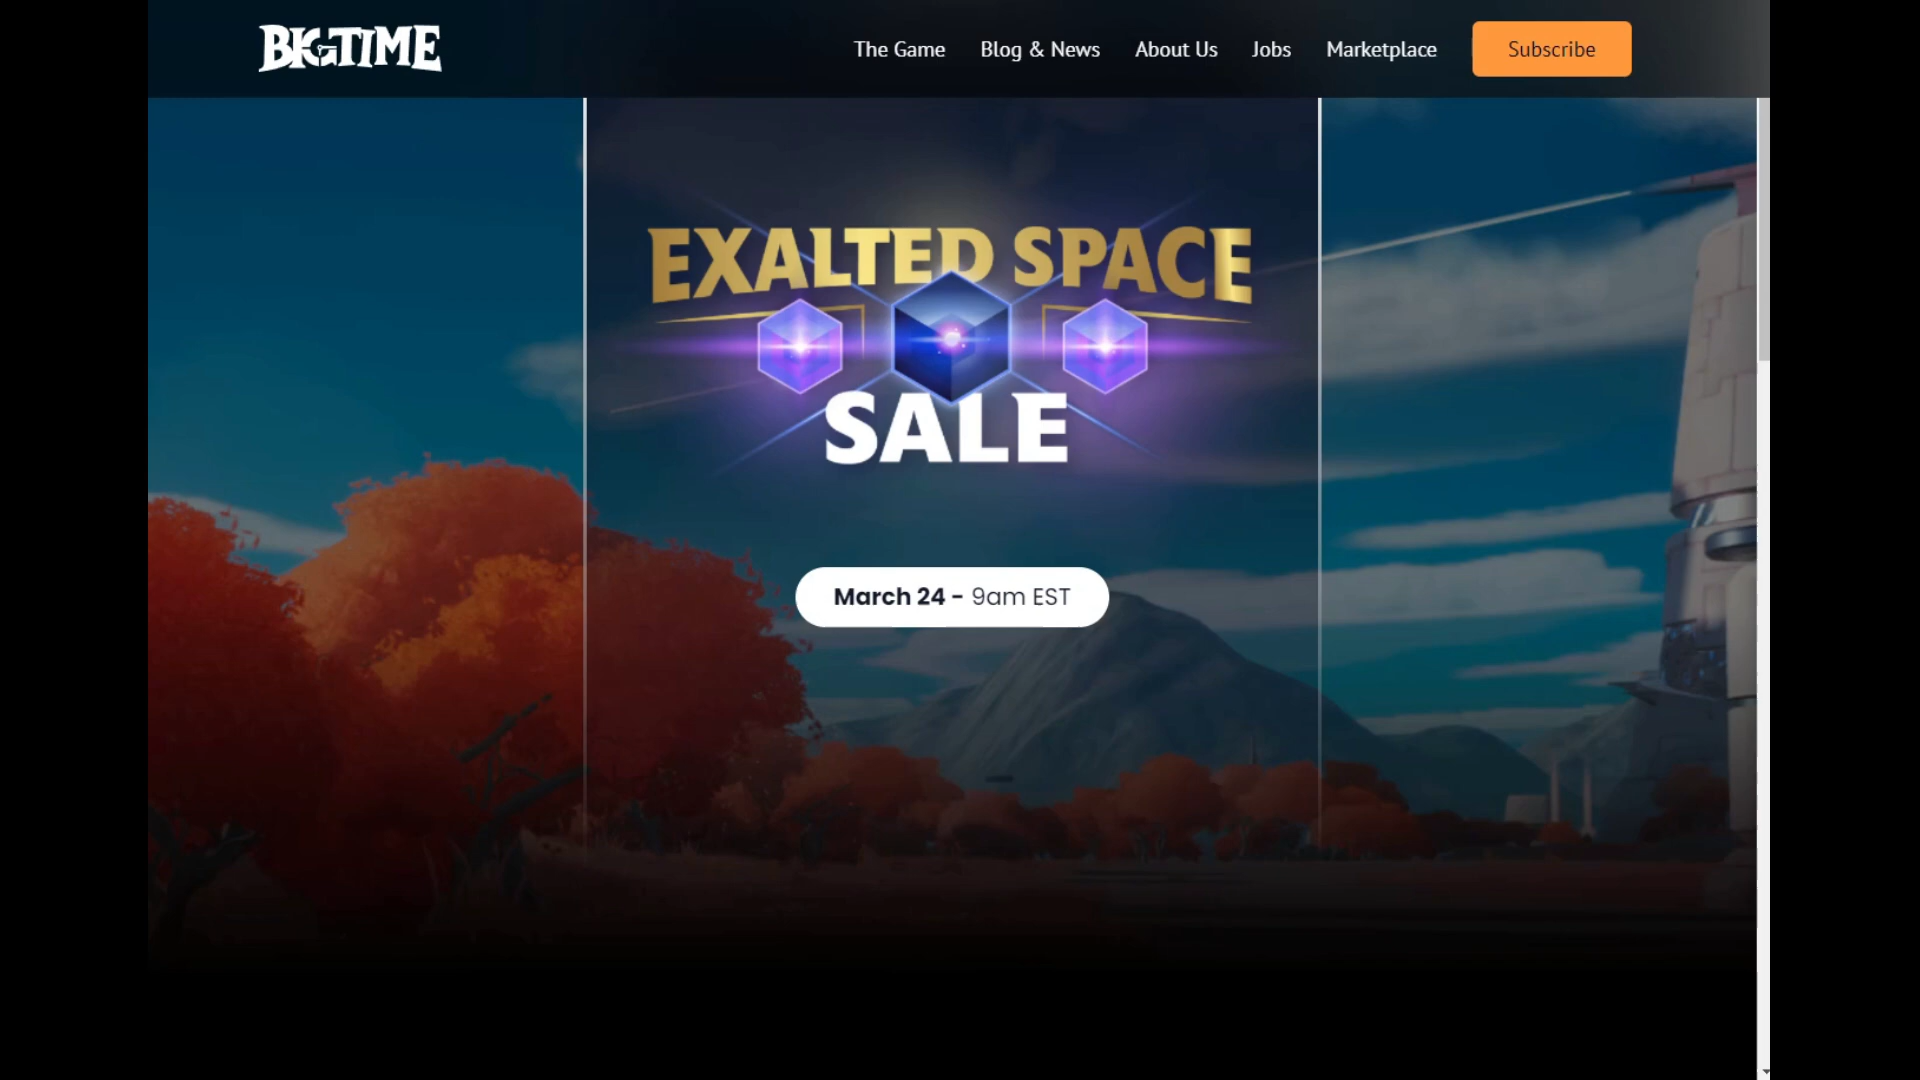 BIGTIME
The Game Blog & News About Us Jobs Marketplace Subscribe
EXALTED SPACE
SALE
March 24 - 9am EST